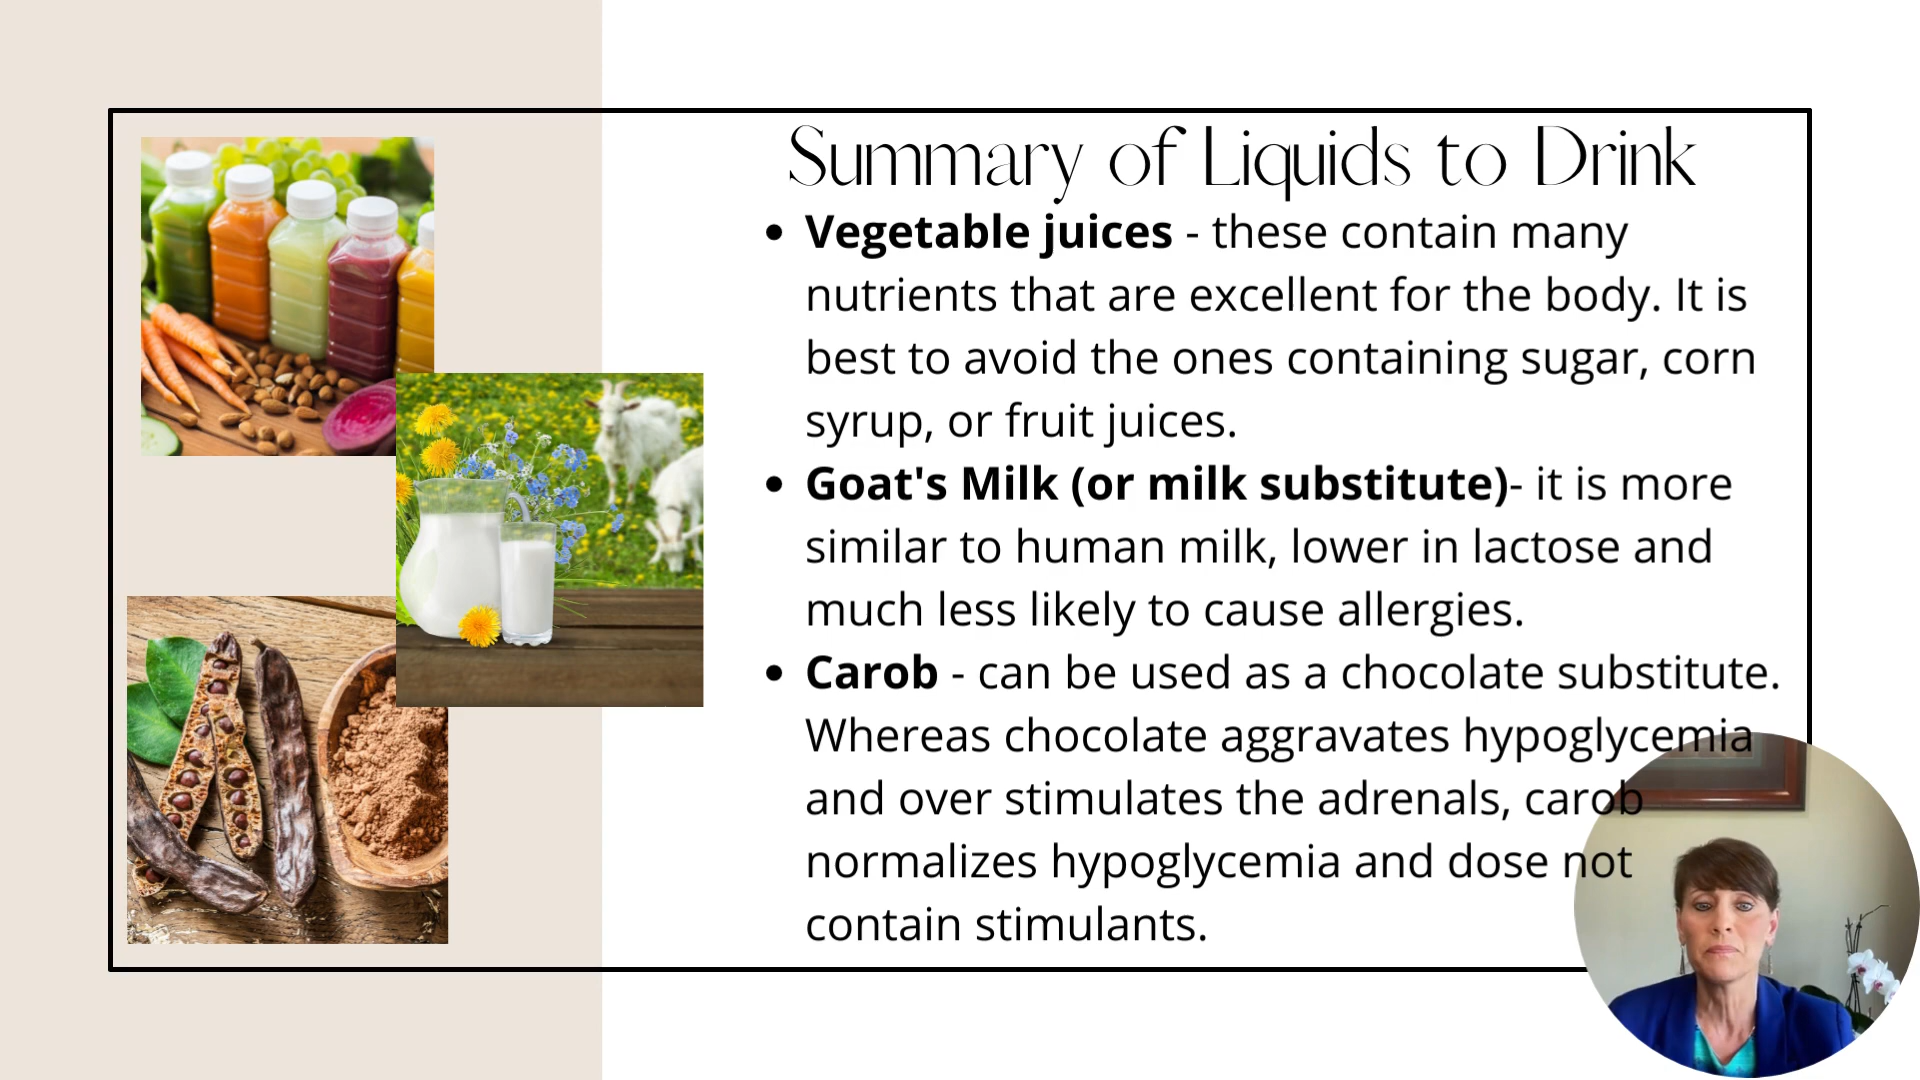 Summary of Liquids to Drink
• Vegetable juices - these contain many
nutrients that are excellent for the body. It is
best to avoid the ones containing sugar, corn
syrup, or fruit juices.
• Goat's Milk (or milk substitute)- it is more
similar to human milk, lower in lactose and
much less likely to cause allergies.
• Carob - can be used as a chocolate substitute.
Whereas chocolate aggravates hypoglycemia
and over stimulates the adrenals, carob
normalizes hypoglycemia and dose not
contain stimulants.